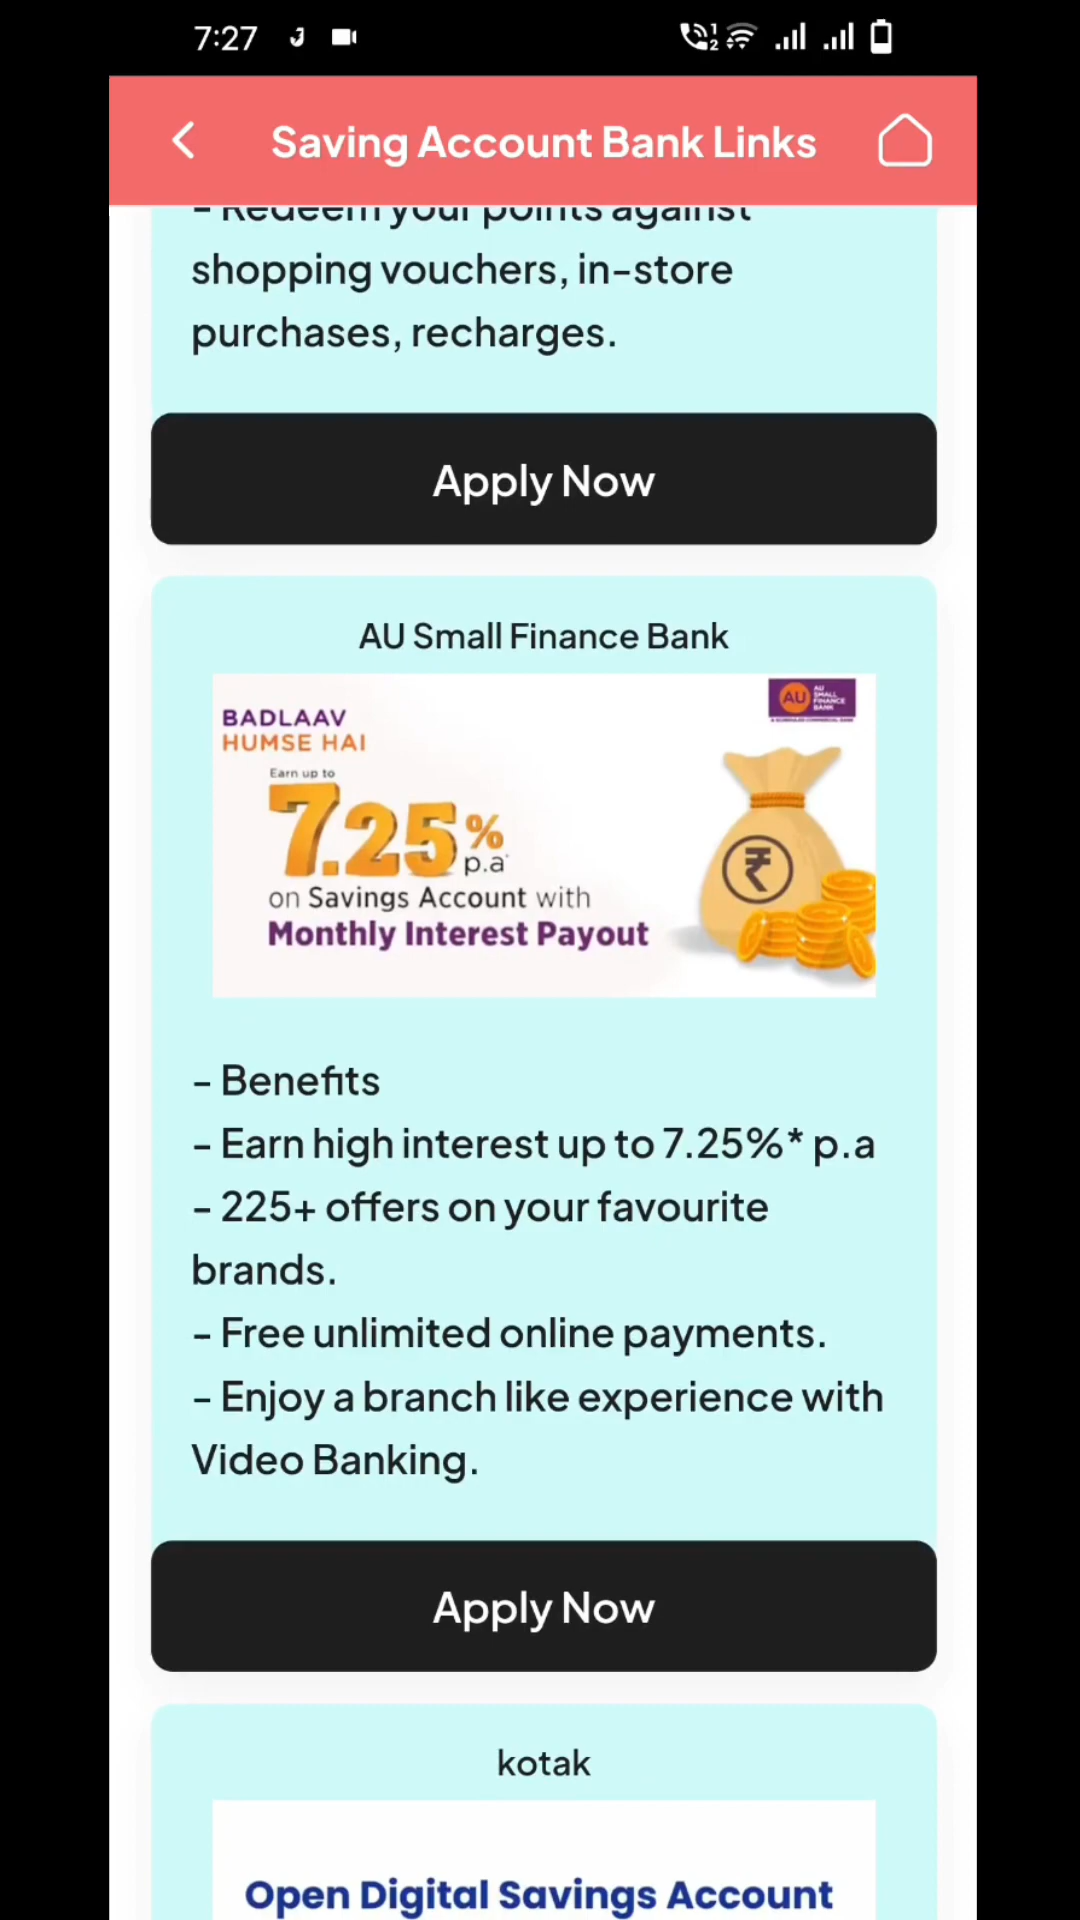 7:27
Saving Account Bank Links
- Redeem your points against
shopping vouchers, in-store
purchases, recharges.
Apply Now
AU Small Finance Bank
BADLAAV
HUMSE HAI
AU
AU
SMALL
FINANCE
BANK
Earn up to
7.25%
p.a*
on Savings Account with
Monthly Interest Payout
- Benefits
- Earn high interest up to 7.25%* p.a
- 225+ offers on your favourite
brands.
- Free unlimited online payments.
- Enjoy a branch like experience with
Video Banking.
Apply Now
kotak
Open Digital Savings Account